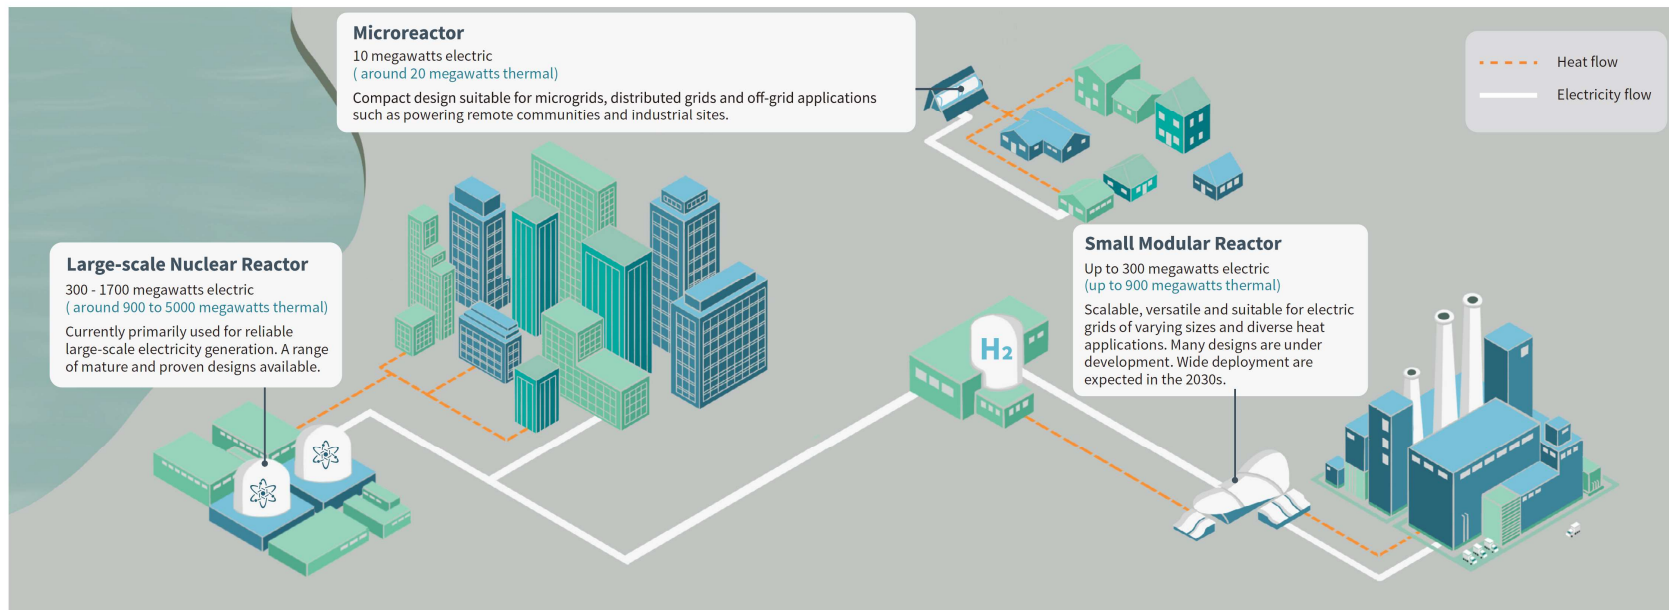 Microreactor
10 megawatts electric
( around 20 megawatts thermal)
Compact design suitable for microgrids, distributed grids and off-grid applications
such as powering remote communities and industrial sites.
Heat flow
Electricity flow
Large-scale Nuclear Reactor
300 - 1700 megawatts electric
( around 900 to 5000 megawatts thermal)
Currently primarily used for reliable
large-scale electricity generation. A range
of mature and proven designs available.
Small Modular Reactor
Up to 300 megawatts electric
(up to 900 megawatts thermal)
Scalable, versatile and suitable for electric
grids of varying sizes and diverse heat
applications. Many designs are under
development. Wide deployment are
expected in the 2030s.
H2